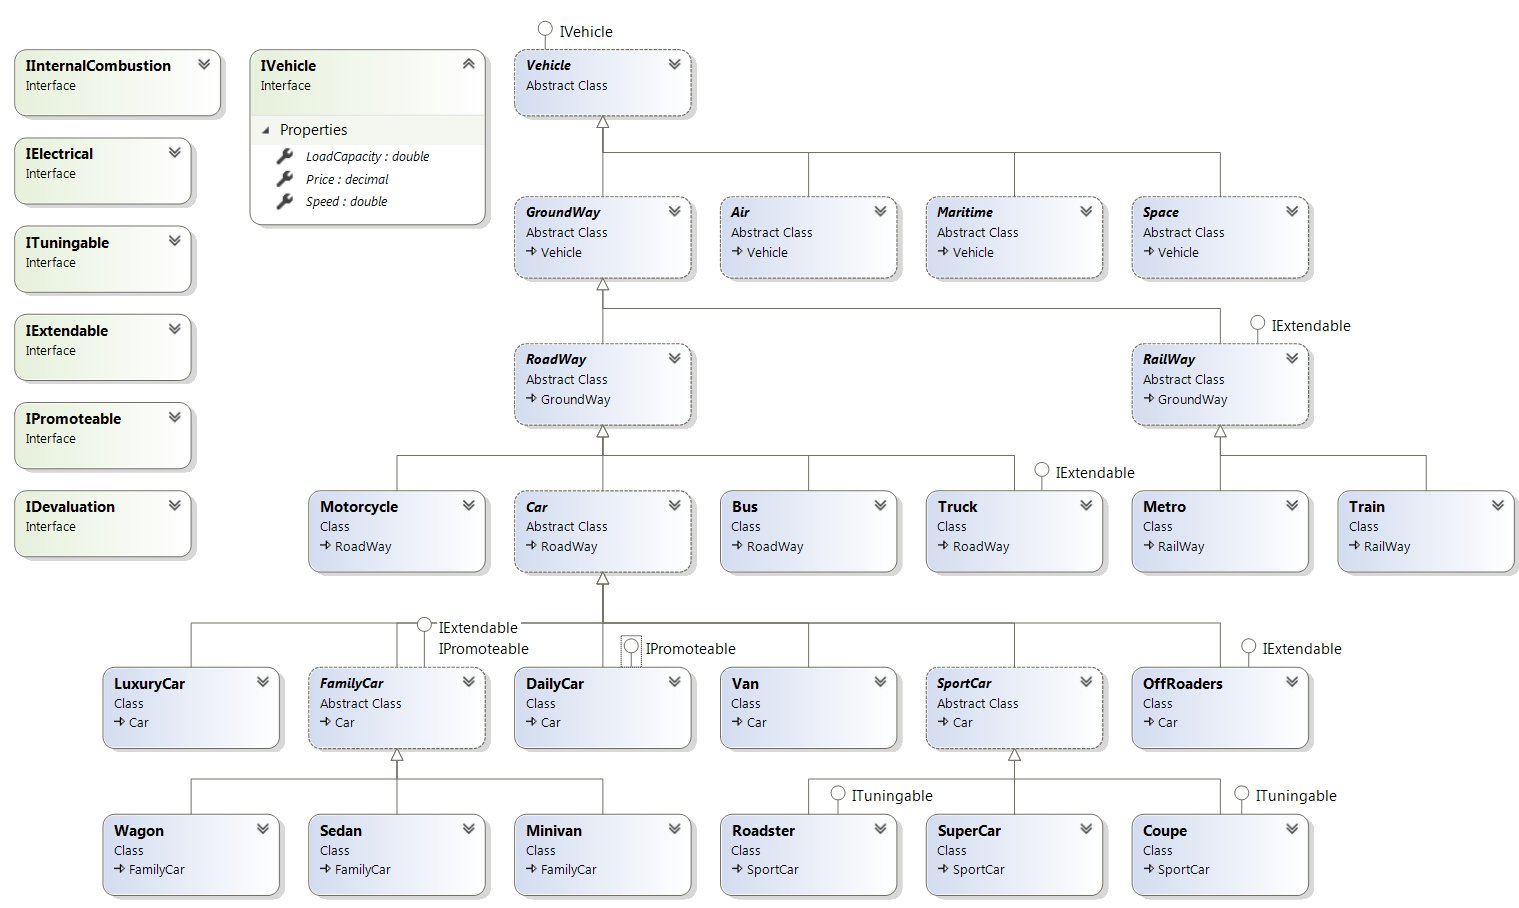 IVehicle
IInternalCombustion
Interface
IVehicle
Interface
Properties
LoadCapacity : double
Price : decimal
Speed : double
Vehicle
Abstract Class
IElectrical
Interface
ITuningable
Interface
IExtendable
Interface
IPromoteable
Interface
IDevaluation
Interface
GroundWay
Abstract Class
Vehicle
Air
Abstract Class
Vehicle
Maritime
Abstract Class
Vehicle
Space
Abstract Class
Vehicle
RoadWay
Abstract Class
GroundWay
IExtendable
RailWay
Abstract Class
GroundWay
Motorcycle
Class
RoadWay
Car
Abstract Class
RoadWay
Bus
Class
RoadWay
IExtendable
Truck
Class
RoadWay
Metro
Class
RailWay
Train
Class
RailWay
LuxuryCar
Class
Car
IExtendable
IPromoteable
FamilyCar
Abstract Class
Car
IPromoteable
DailyCar
Class
Car
Van
Class
Car
SportCar
Abstract Class
Car
IExtendable
OffRoaders
Class
Car
Wagon
Class
FamilyCar
Sedan
Class
FamilyCar
Minivan
Class
FamilyCar
ITuningable
Roadster
Class
SportCar
SuperCar
Class
SportCar
ITuningable
Coupe
Class
SportCar